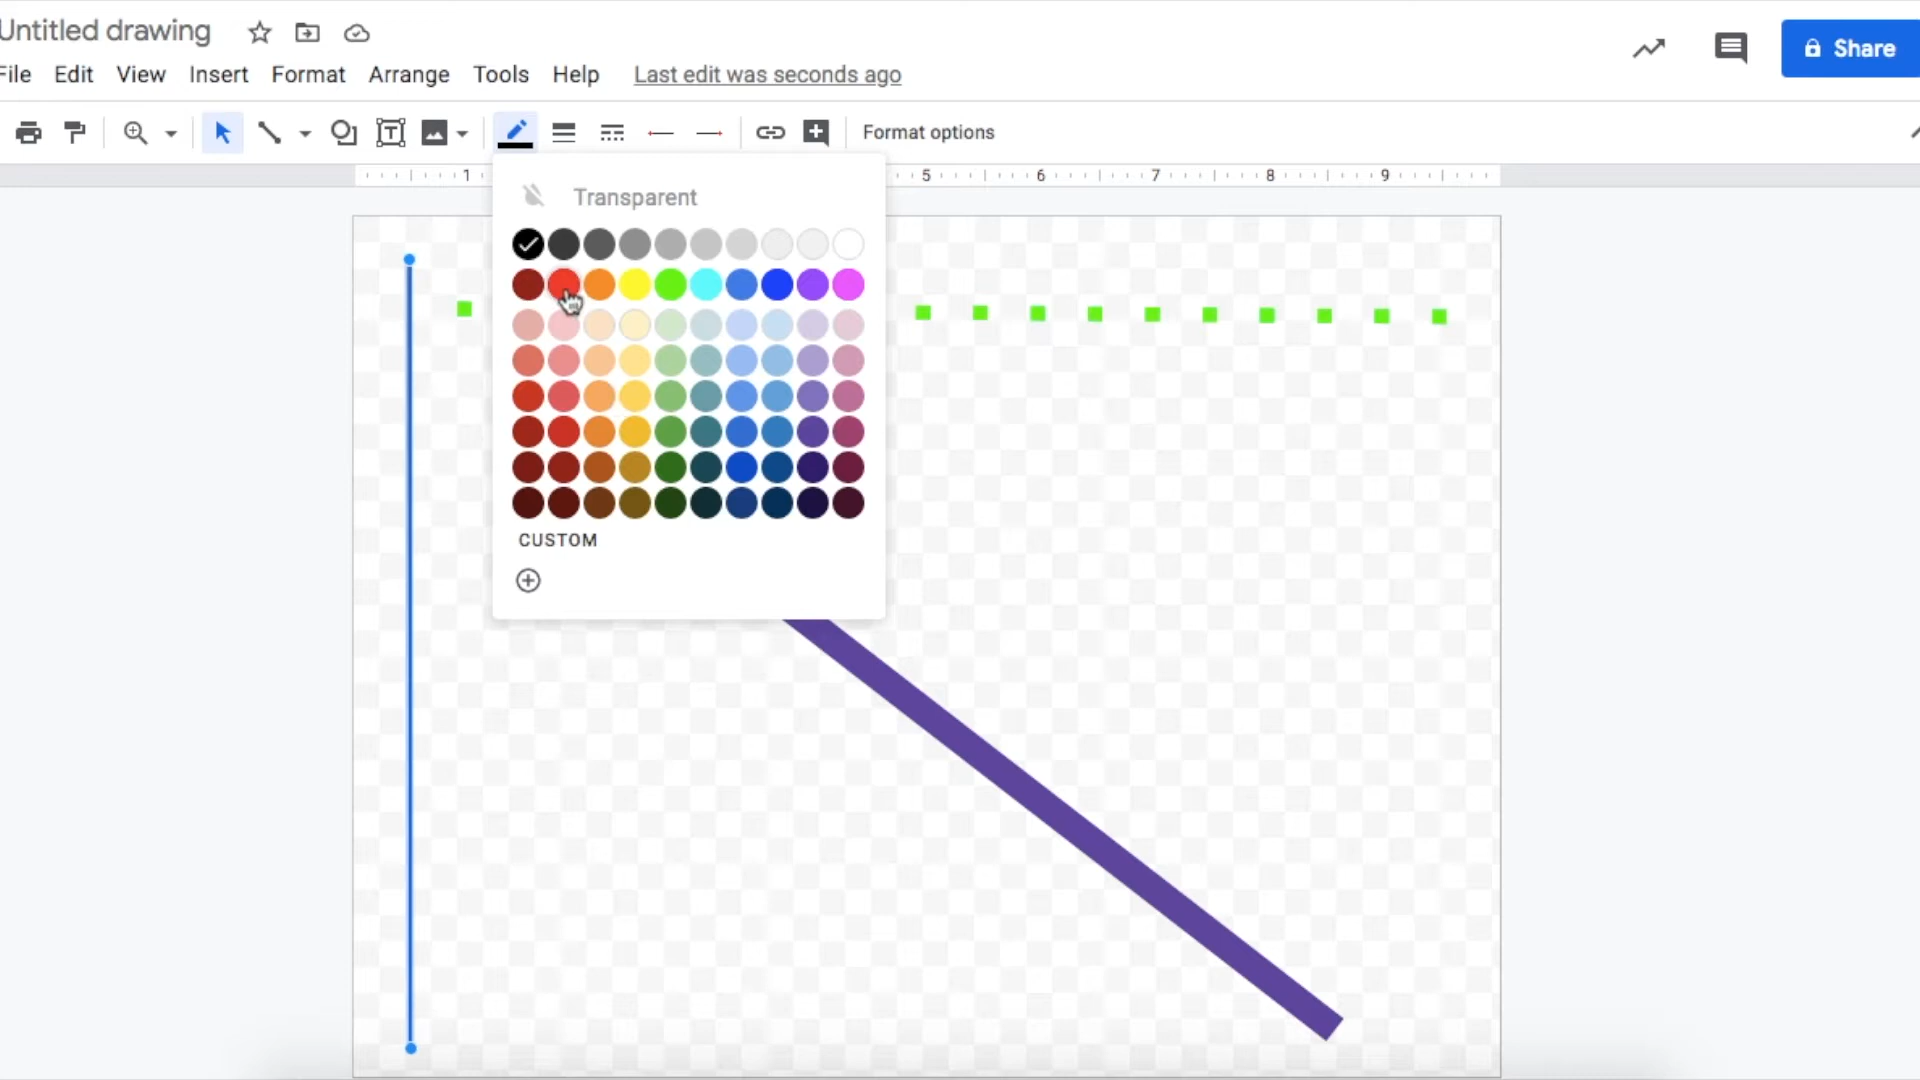 Untitled drawing
File Edit View Insert Format Arrange Tools Help Last edit was seconds ago
Share
Format options
1 5 6 7 8 9
Transparent
CUSTOM